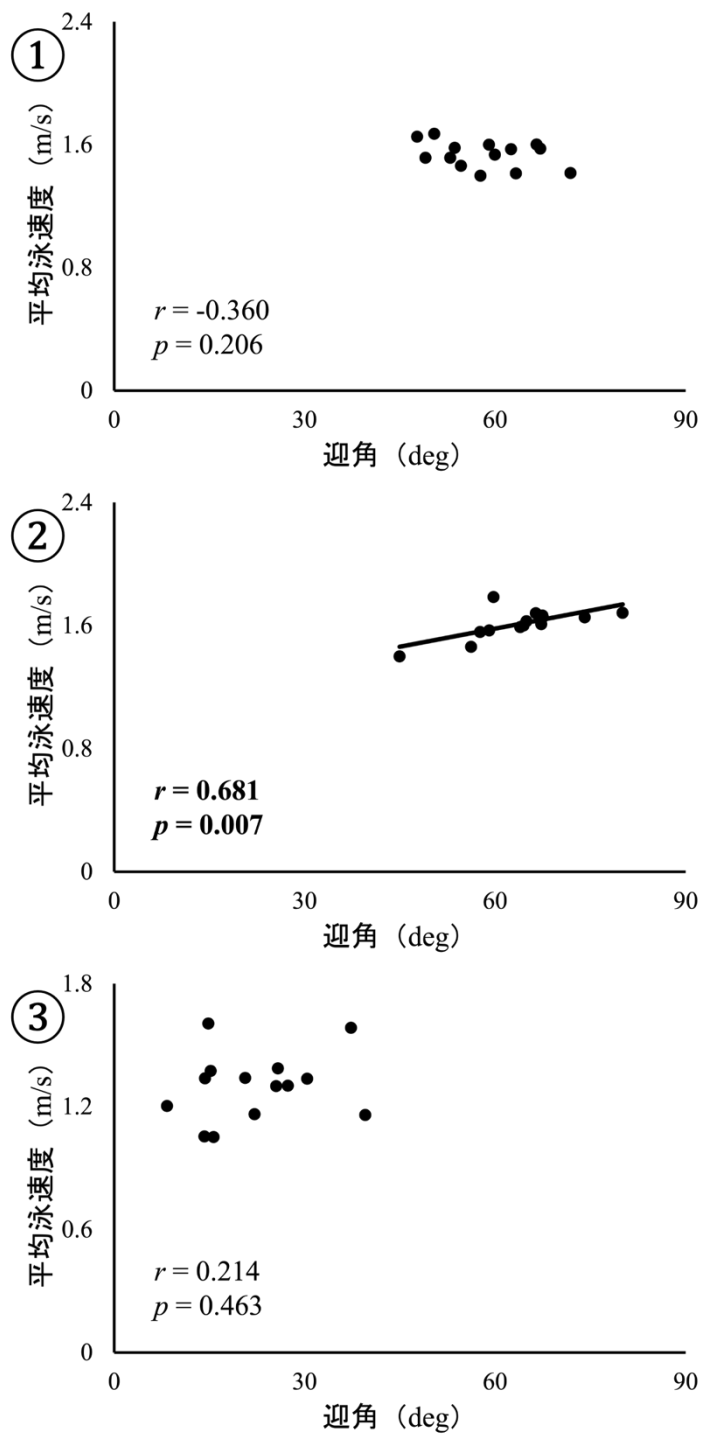 ①
2.4
1.6
0.8
0
平均泳速度（m/s）
r = -0.360
p = 0.206
0
30
60
90
迎角（deg）
②
2.4
1.6
0.8
0
平均泳速度（m/s）
r = 0.681
p = 0.007
0
30
60
90
迎角（deg）
③
1.8
1.2
0.6
0
平均泳速度（m/s）
r = 0.214
p = 0.463
0
30
60
90
迎角（deg）